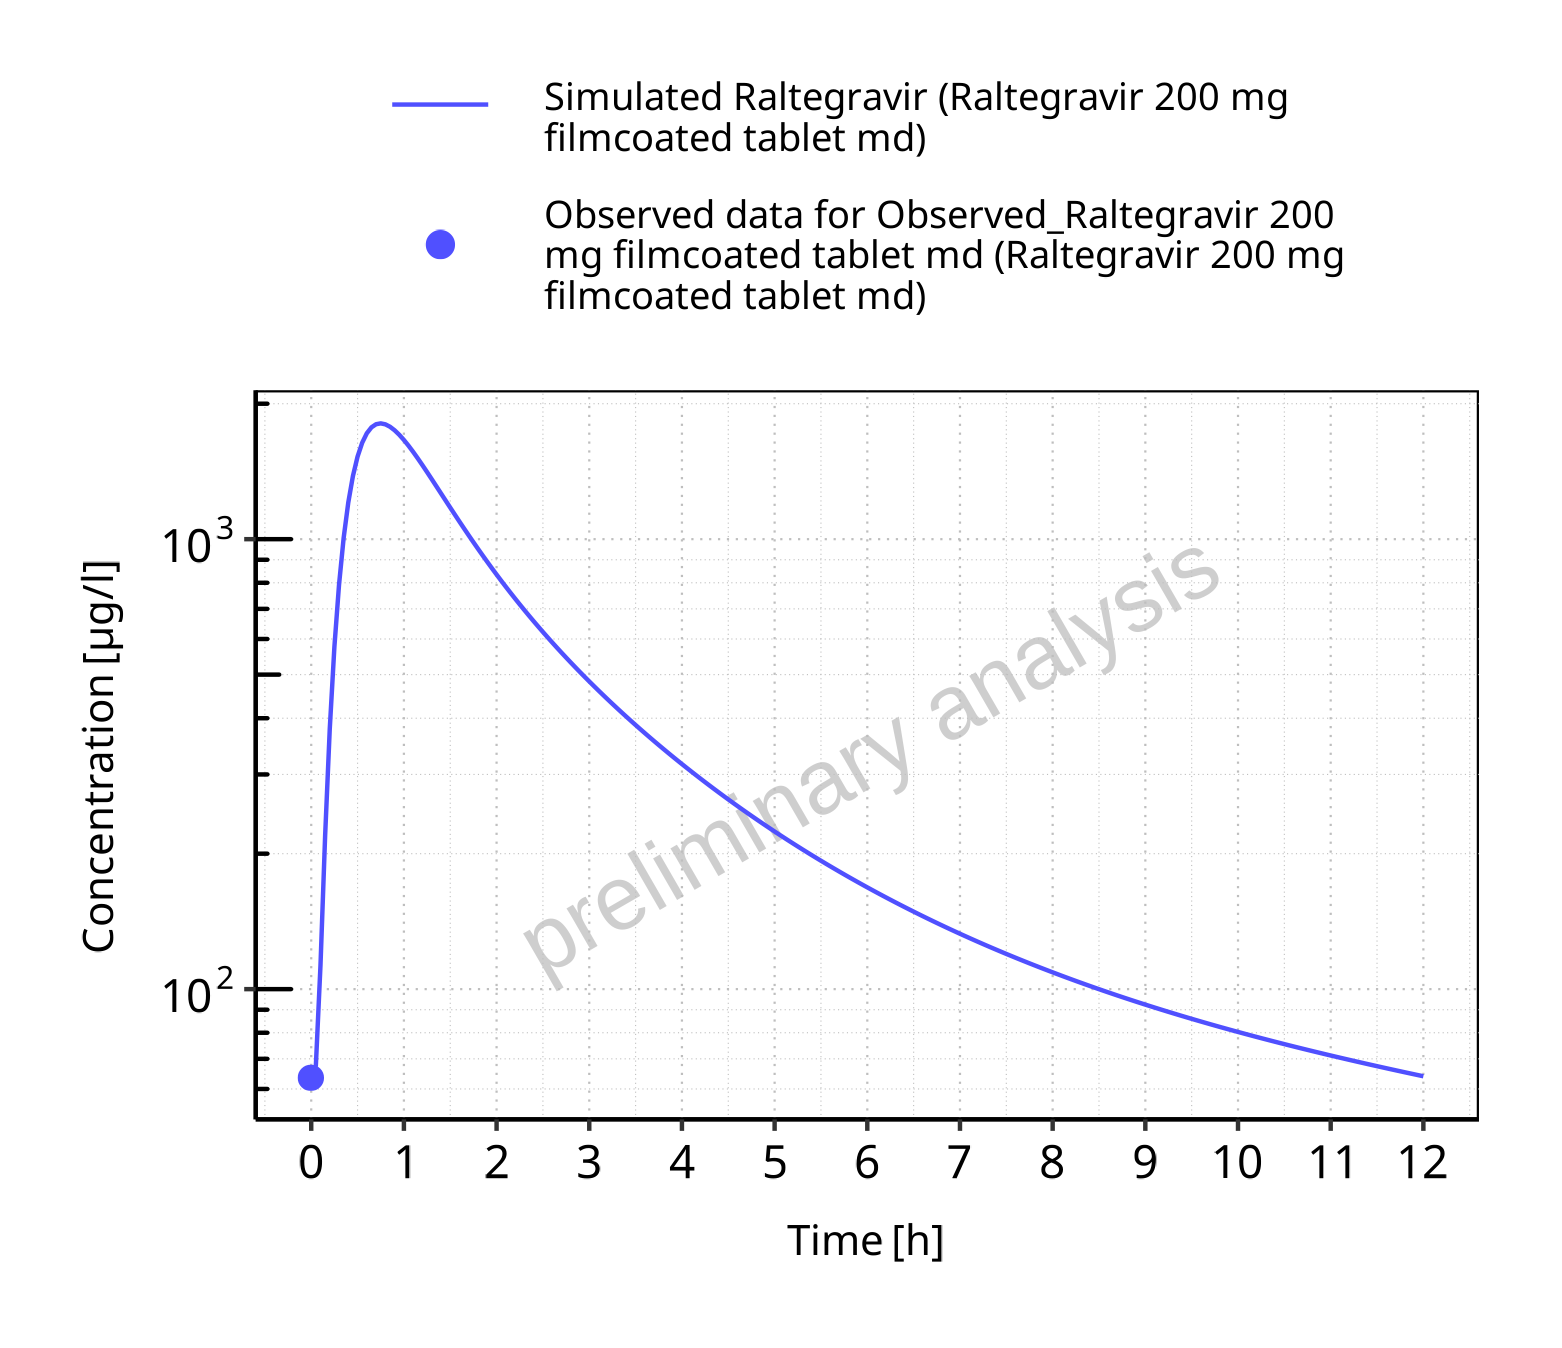 Simulated Raltegravir (Raltegravir 200 mg
filmcoated tablet md)
Observed data for Observed_Raltegravir 200
mg filmcoated tablet md (Raltegravir 200 mg
filmcoated tablet md)
10³
10²
Concentration [µg/l]
preliminary analysis
0 1 2 3 4 5 6 7 8 9 10 11 12
Time [h]